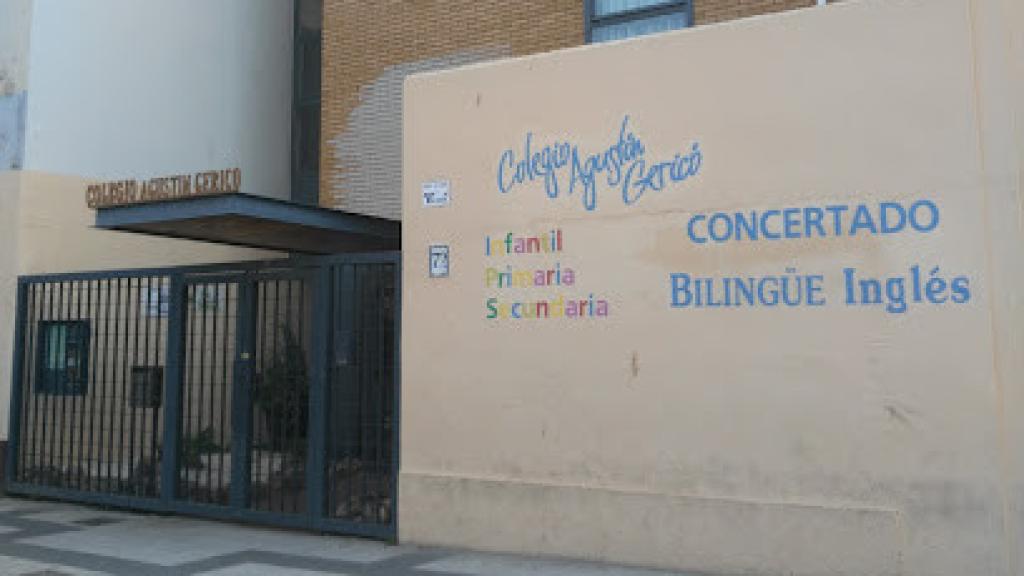 COLEGIO AGUSTIN GERICO
Colegio Agustín Gericó
CONCERTADO
Infantil
Primaria
Secundaria
BILINGÜE Inglés